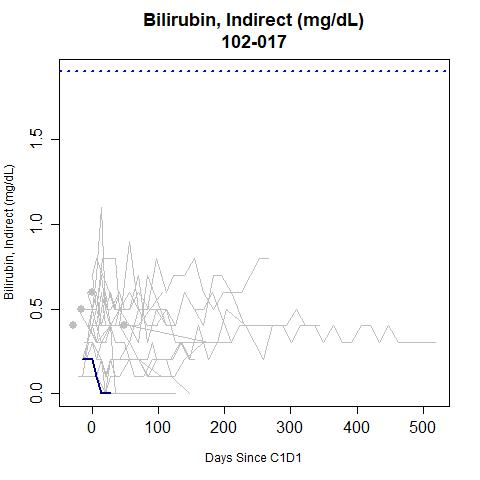 Bilirubin, Indirect (mg/dL)
102-017
Bilirubin, Indirect (mg/dL)
1.5
1.0
0.5
0.0
0 100 200 300 400 500
Days Since C1D1